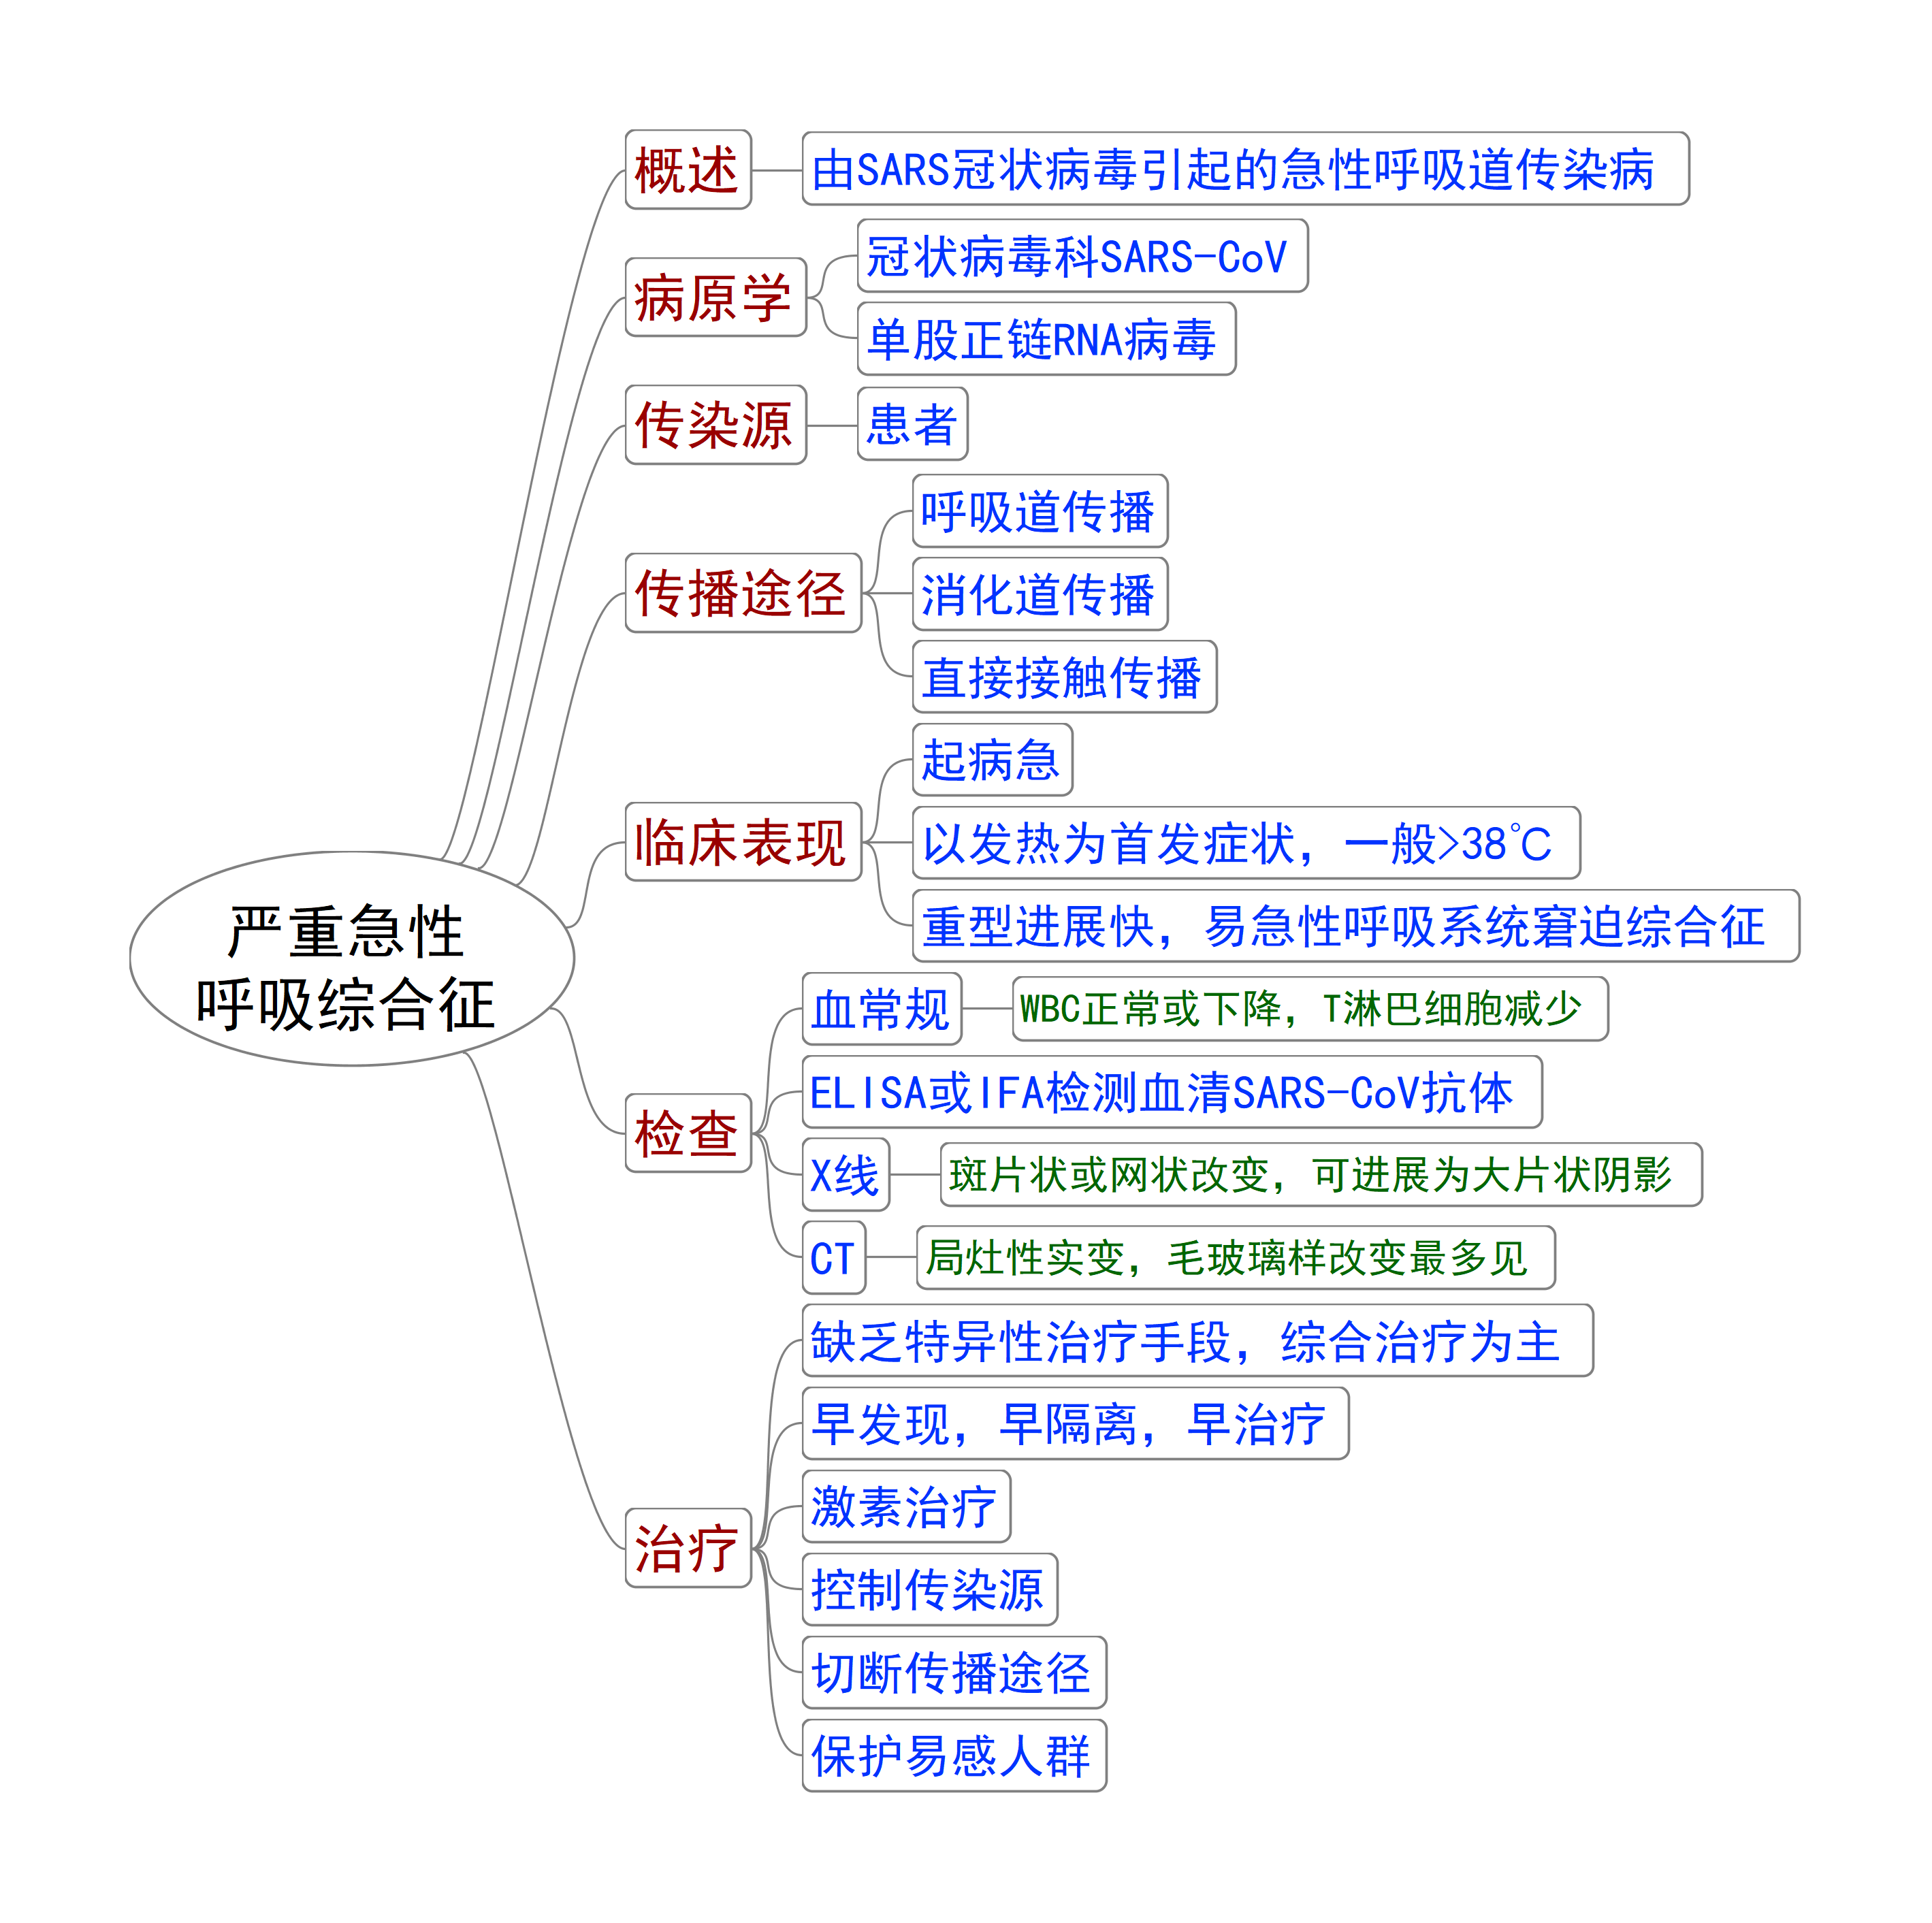 严重急性
呼吸综合征
概述
由SARS冠状病毒引起的急性呼吸道传染病
病原学
冠状病毒科SARS-CoV
单股正链RNA病毒
传染源
患者
传播途径
呼吸道传播
消化道传播
直接接触传播
临床表现
起病急
以发热为首发症状，一般>38℃
重型进展快，易急性呼吸系统窘迫综合征
检查
血常规
WBC正常或下降，T淋巴细胞减少
ELISA或IFA检测血清SARS-CoV抗体
X线
斑片状或网状改变，可进展为大片状阴影
CT
局灶性实变，毛玻璃样改变最多见
治疗
缺乏特异性治疗手段，综合治疗为主
早发现，早隔离，早治疗
激素治疗
控制传染源
切断传播途径
保护易感人群